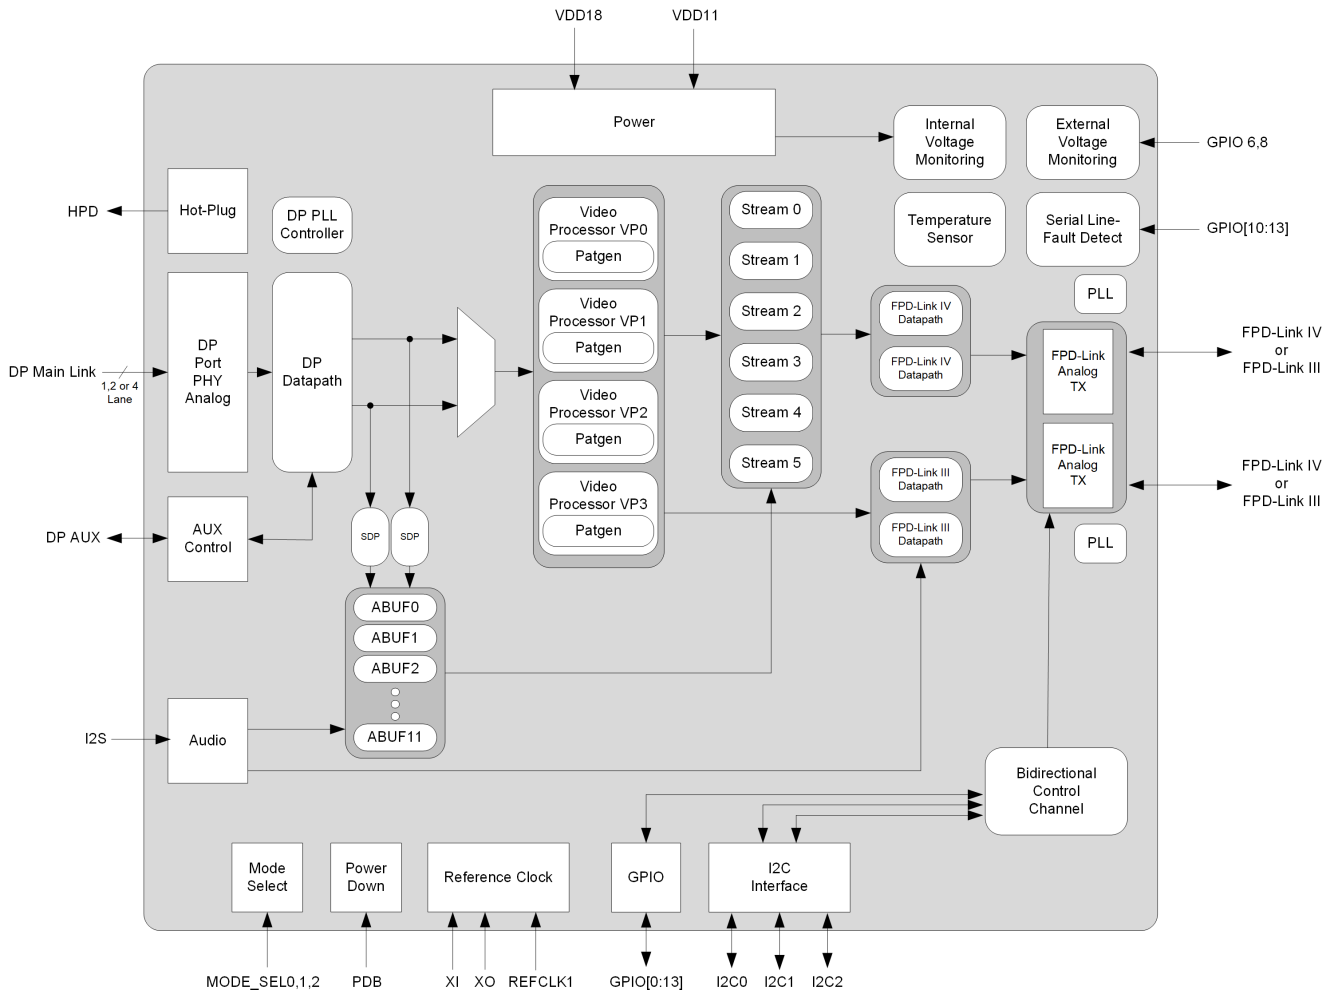 VDD18
VDD11
Power
Internal
Voltage
Monitoring
External
Voltage
Monitoring
GPIO 6,8
HPD
Hot-Plug
DP PLL
Controller
Temperature
Sensor
Serial Line-
Fault Detect
GPIO[10:13]
Video
Processor VP0
Patgen
Video
Processor VP1
Patgen
Video
Processor VP2
Patgen
Video
Processor VP3
Patgen
Stream 0
Stream 1
Stream 2
Stream 3
Stream 4
Stream 5
FPD-Link IV
Datapath
FPD-Link IV
Datapath
FPD-Link III
Datapath
FPD-Link III
Datapath
PLL
FPD-Link
Analog
TX
FPD-Link
Analog
TX
PLL
FPD-Link IV
or
FPD-Link III
FPD-Link IV
or
FPD-Link III
DP Main Link
1,2 or 4
Lane
DP
Port
PHY
Analog
DP
Datapath
DP AUX
AUX
Control
SDP
SDP
ABUF0
ABUF1
ABUF2
ABUF11
I2S
Audio
Bidirectional
Control
Channel
Mode
Select
Power
Down
Reference Clock
GPIO
I2C
Interface
MODE_SEL0,1,2
PDB
XI
XO
REFCLK1
GPIO[0:13]
I2C0
I2C1
I2C2